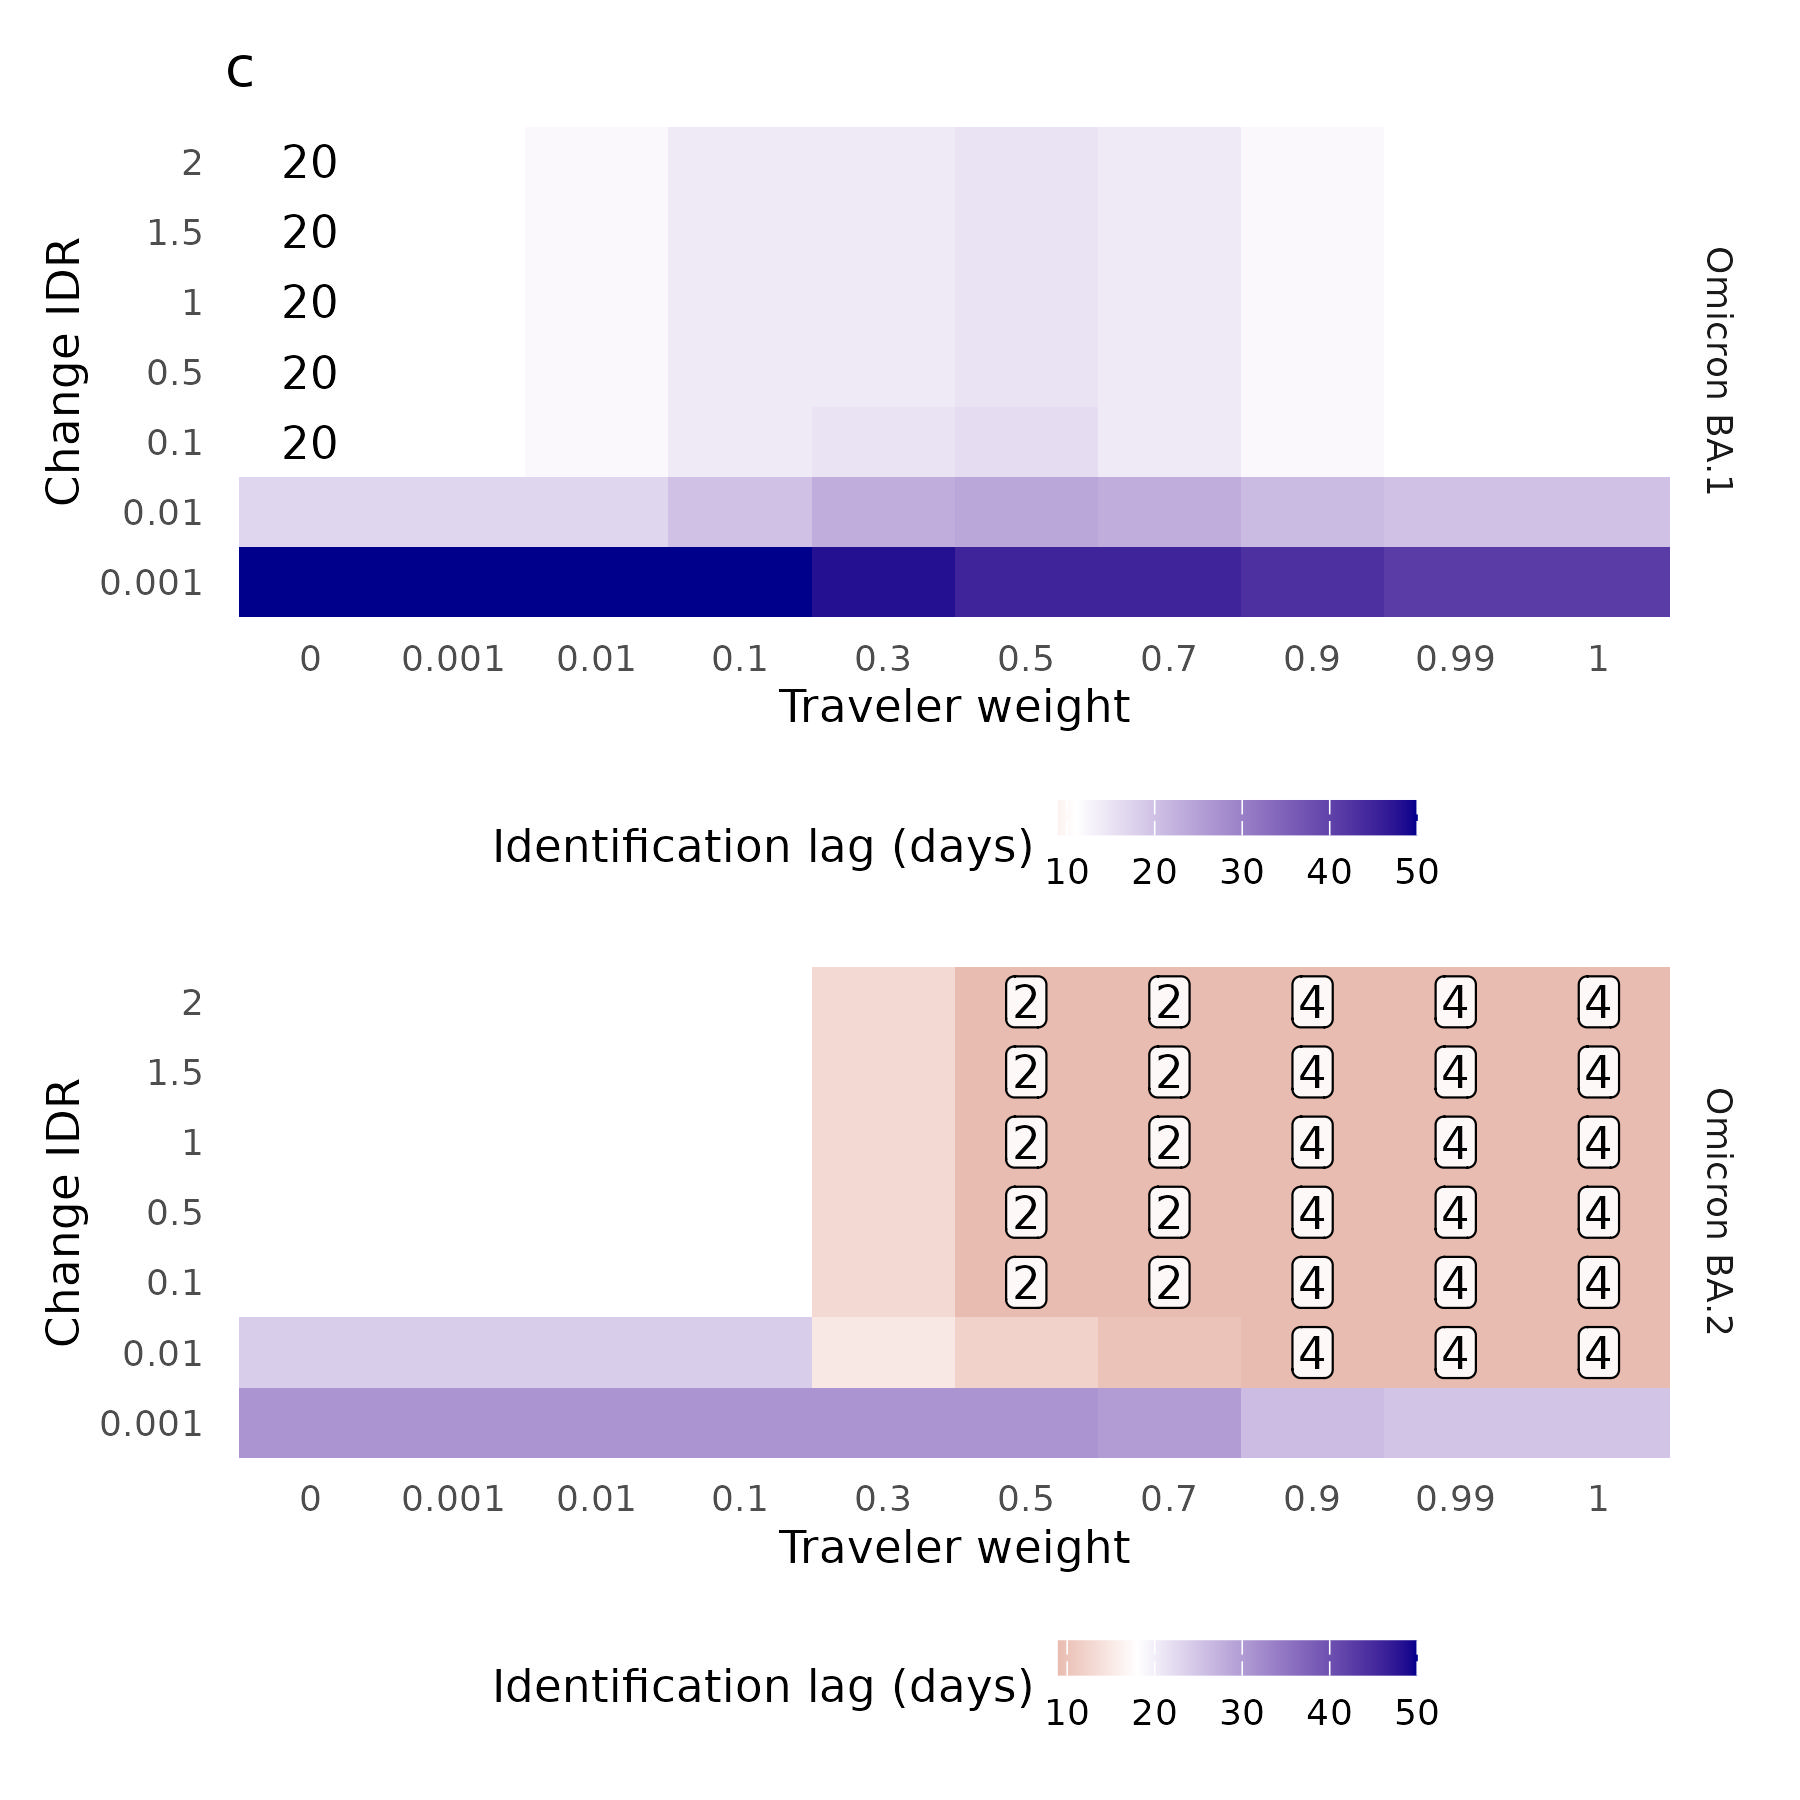 c
2 20
1.5 20
1 20
0.5 20
0.1 20
0.01
0.001
Change IDR
Omicron BA.1
0 0.001 0.01 0.1 0.3 0.5 0.7 0.9 0.99 1
Traveler weight
Identification lag (days)
10 20 30 40 50
2 2 2 4 4 4
1.5 2 2 4 4 4
1 2 2 4 4 4
0.5 2 2 4 4 4
0.1 2 2 4 4 4
0.01 4 4 4
0.001
Change IDR
Omicron BA.2
0 0.001 0.01 0.1 0.3 0.5 0.7 0.9 0.99 1
Traveler weight
Identification lag (days)
10 20 30 40 50